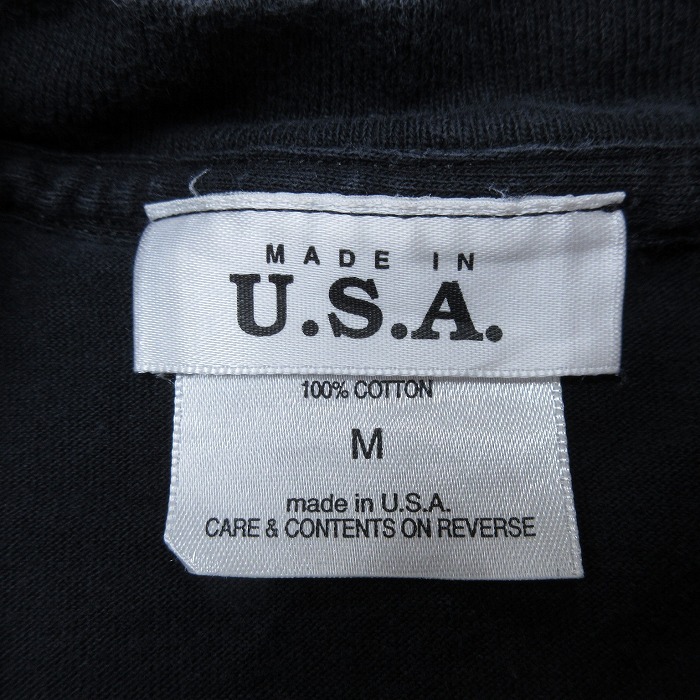 MADE IN
U.S.A.
100% COTTON
M
made in U.S.A.
CARE & CONTENTS ON REVERSE